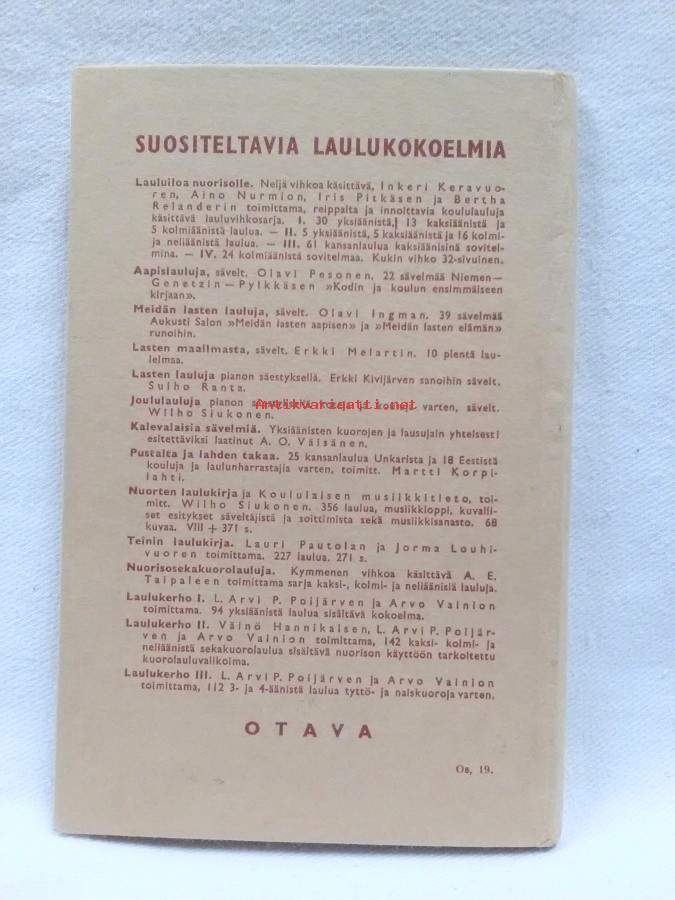 SUOSITELTAVIA LAULUKOKOELMIA
Lauluiloa nuorisolle. Neljä vihkoa käsittävä, Inkeri Keravuo-
ren, Aino Nurmion, Iris Pitkäsen ja Bertha
Relanderin toimittama, reippaita ja innoittavia koululauluja
käsittävä lauluvihkosarja. I. 30 yksiäänistä, 13 kaksiäänistä ja
5 kolmiäänistä laulua. — II. 5 yksiäänistä, 5 kaksiäänistä ja 16 kolmi-
ja neliäänistä laulua. — III. 61 kansanlaulua kaksiäänisinä sovitel-
mina. — IV. 24 kolmiäänistä sovitelmaa. Kukin vihko 32-sivuinen.
Aapislauluja, sävelt. Olavi Pesonen. 22 sävelmää Niemen—
Genetzin—Pylkkäsen »Kodin ja koulun ensimmäiseen
kirjaan».
Meidän lasten lauluja, sävelt. Olavi Ingman. 39 sävelmää
Aukusti Salon »Meidän lasten aapisen» ja »Meidän lasten elämän»
runoihin.
Lasten maailmasta, sävelt. Erkki Melartin. 10 pientä lau-
lelmaa.
Lasten lauluja pianon säestyksellä. Erkki Kivijärven sanoihin sävelt.
Sulho Ranta.
Joululauluja pianon varten, sävelt.
Antikvariaatti.net
Wilho Siukonen.
Kalevalaisia sävelmiä. Yksiäänisten kuorojen ja lausujain yhteisesti
esitettäviksi laatinut A. O. Väisänen.
Pustalta ja lahden takaa. 25 kansanlaulua Unkarista ja 18 Eestistä
kouluja ja laulunharrastajia varten, toimitt. Martti Korpi-
lahti.
Nuorten laulukirja ja Koululaisen musiikkitieto, toi-
mitt. Wilho Siukonen. 356 laulua, musiikkioppi, kuvalli-
set esitykset säveltäjistä ja soittimista sekä musiikkisanasto. 68
kuvaa. VIII + 371 s.
Teinin laulukirja. Lauri Pautolan ja Jorma Louhi-
vuoren toimittama. 227 laulua. 271 s.
Nuorisosekakuorolauluja. Kymmenen vihkoa käsittävä A. E.
Taipaleen toimittama sarja kaksi-, kolmi- ja neliäänisiä lauluja.
Laulukerho I. L. Arvi P. Poijärven ja Arvo Vainion
toimittama. 94 yksiäänistä laulua sisältävä kokoelma.
Laulukerho II. Väinö Hannikaisen, L. Arvi P. Poijär-
ven ja Arvo Vainion toimittama, 142 kaksi- kolmi- ja
neliäänistä sekakuorolaulua sisältävä nuorison käyttöön tarkoitettu
kuorolauluvalikoima.
Laulukerho III. L. Arvi P. Poijärven ja Arvo Vainion
toimittama, 112 3- ja 4-äänistä laulua tyttö- ja naiskuoroja varten.
OTAVA
Oa, 19.